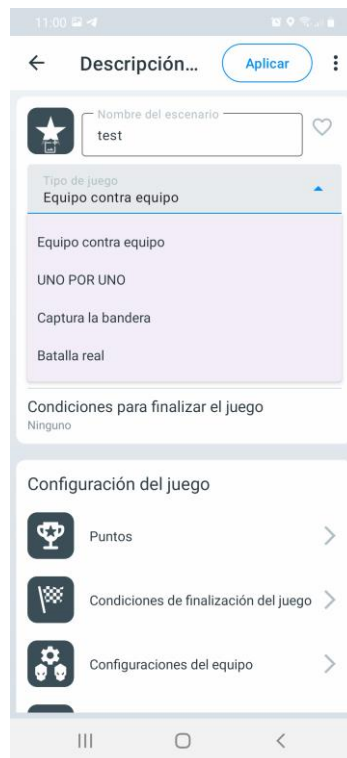 11:00
Descripción...
Aplicar
Nombre del escenario
test
Tipo de juego
Equipo contra equipo
Equipo contra equipo
UNO POR UNO
Captura la bandera
Batalla real
Condiciones para finalizar el juego
Ninguno
Configuración del juego
Puntos
Condiciones de finalización del juego
Configuraciones del equipo